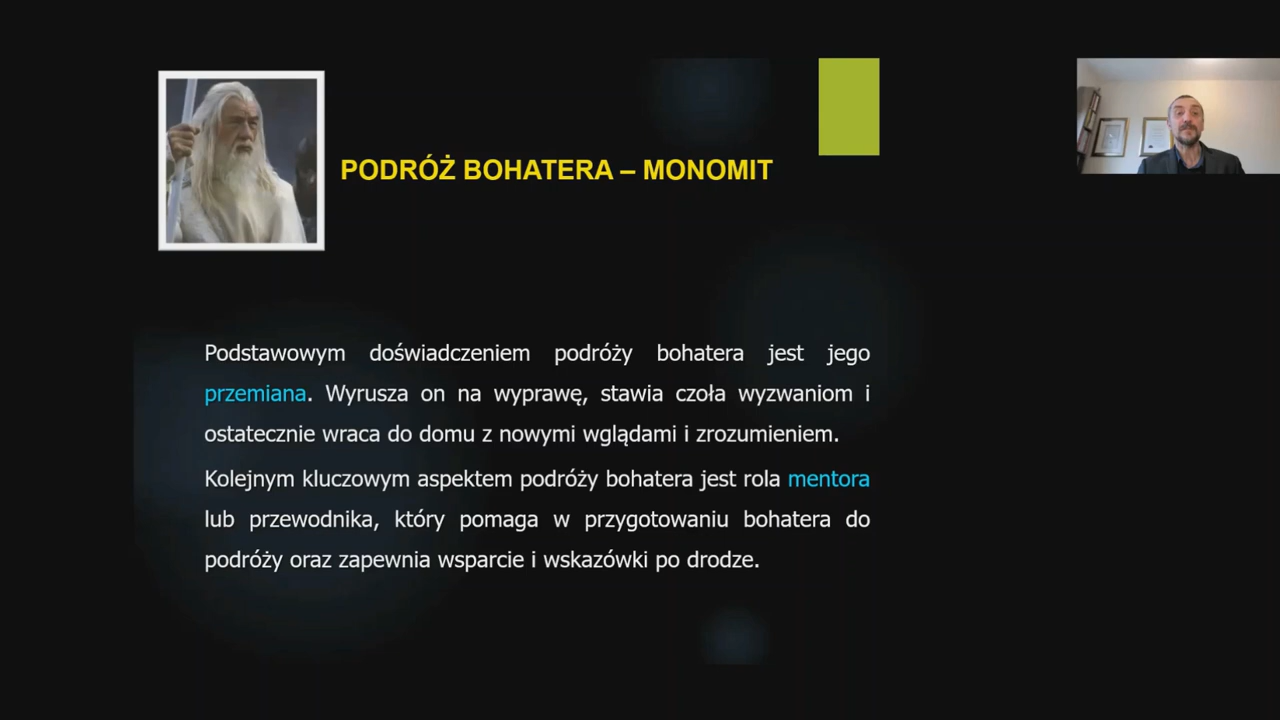 PODRÓŻ BOHATERA – MONOMIT
Podstawowym doświadczeniem podróży bohatera jest jego
przemiana. Wyrusza on na wyprawę, stawia czoła wyzwaniom i
ostatecznie wraca do domu z nowymi wglądami i zrozumieniem.
Kolejnym kluczowym aspektem podróży bohatera jest rola mentora
lub przewodnika, który pomaga w przygotowaniu bohatera do
podróży oraz zapewnia wsparcie i wskazówki po drodze.